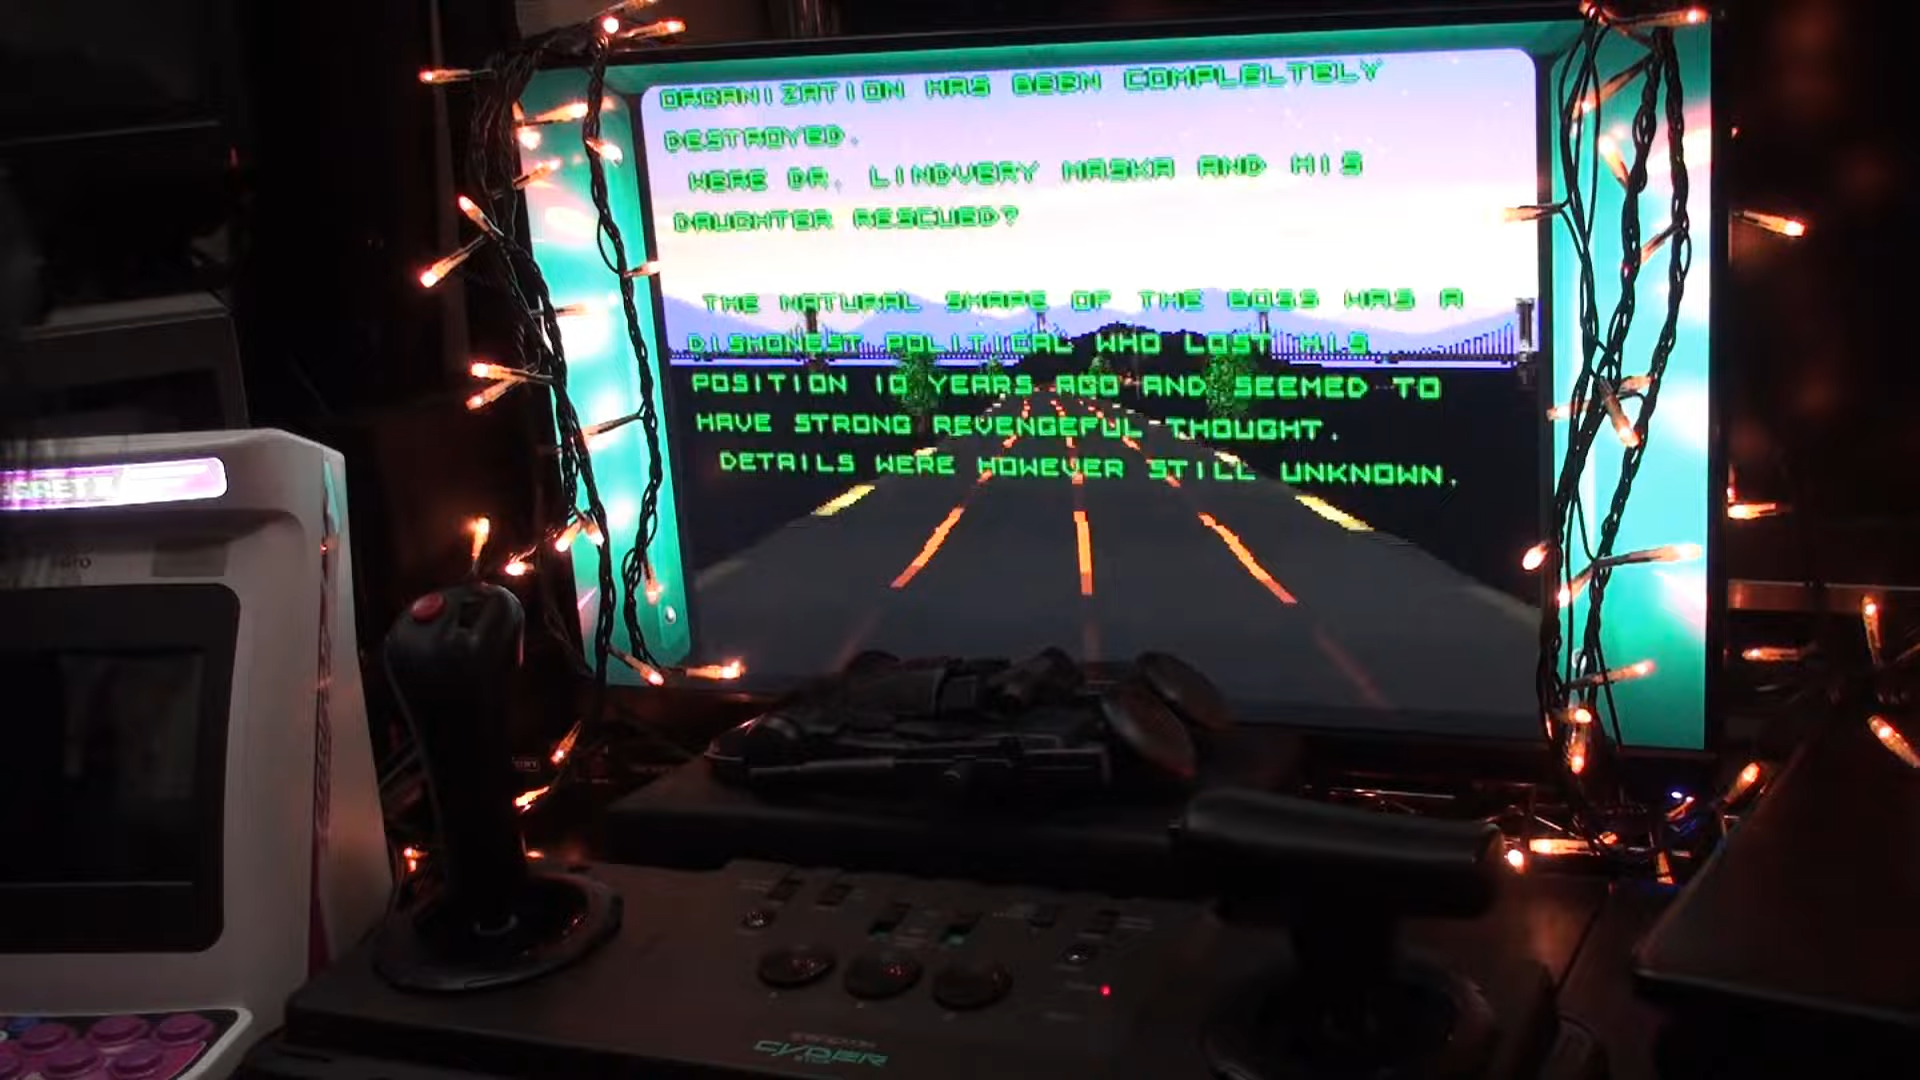 ORGANIZATION HAS BEEN COMPLELTELY
DESTROYED.
WERE DR. LINDVERY MASKA AND HIS
DAUGHTER RESCUED?
THE NATURAL SHAPE OF THE BOSS WAS A
DISHONEST POLITICAL WHO LOST HIS
POSITION 10 YEARS AGO AND SEEMED TO
HAVE STRONG REVENGEFUL THOUGHT.
DETAILS WERE HOWEVER STILL UNKNOWN.
CYBER